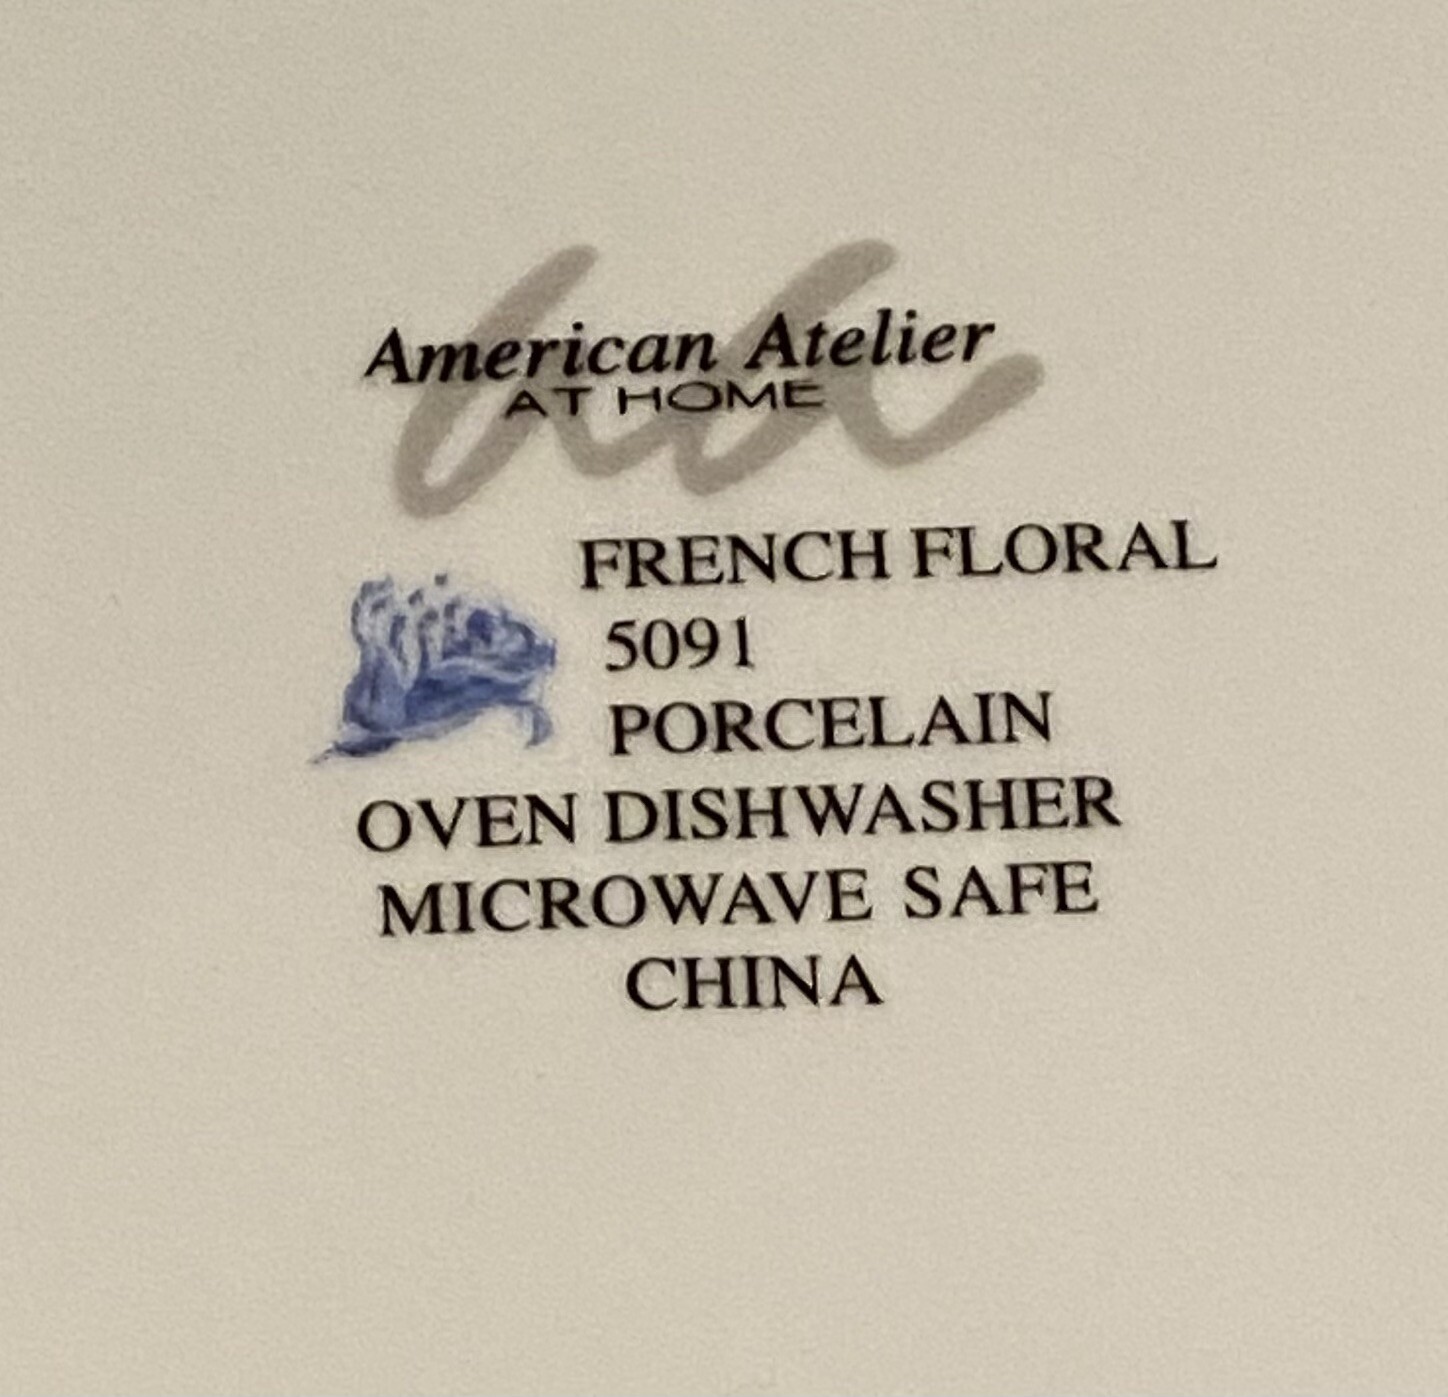 American Atelier
AT HOME
FRENCH FLORAL
5091
PORCELAIN
OVEN DISHWASHER
MICROWAVE SAFE
CHINA